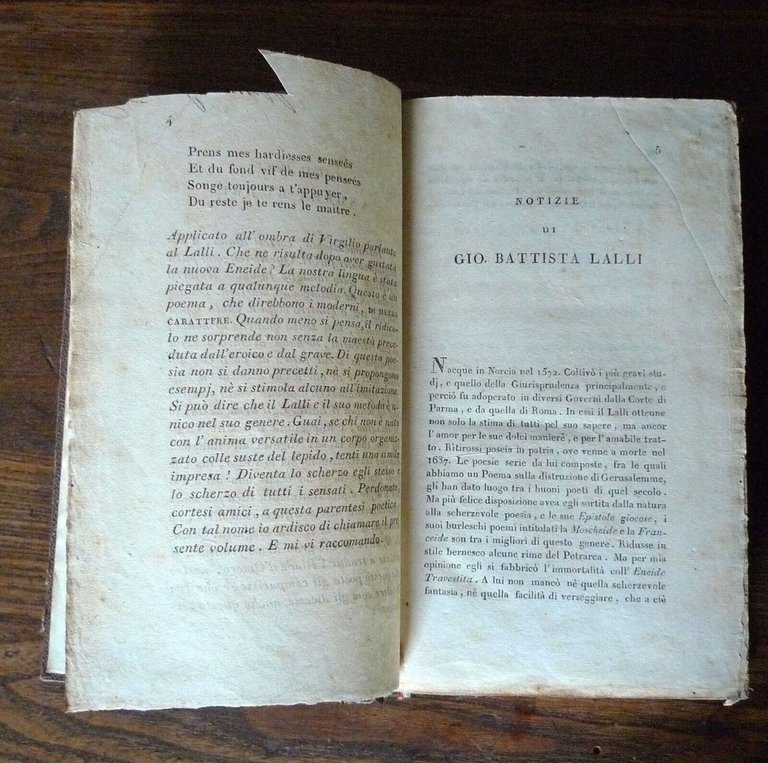 4
Prens mes hardiesses senseés
Et du fond vif de mes penseés
Songe toujours a t'appuyer,
Du reste je te rens le maitre.
Applicato all'ombra di Virgilio parlante
al Lalli. Che ne risulta dopo aver gustata
la nuova Eneide? La nostra lingua è stata
piegata a qualunque melodia. Questo è un
poema, che direbbono i moderni, DI MEZZO
CARATTERE. Quando meno si pensa, il ridico-
lo ne sorprende non senza la maestà prece-
duta dall'eroico e dal grave. Di questa poe-
sia non si danno precetti, nè si propongono
esempj, nè si stimola alcuno all'imitazione.
Si può dire che il Lalli e il suo metodo è u-
nico nel suo genere. Guai, se chi non è nato
con l'anima versatile in un corpo organiz-
zato colle suste del lepido, tenti una simile
impresa! Diventa lo scherzo egli stesso e
lo scherzo di tutti i sensati. Perdonate,
cortesi amici, a questa parentesi poetica.
Con tal nome io ardisco di chiamare il pre-
sente volume. E mi vi raccomando.
5
NOTIZIE
DI
GIO. BATTISTA LALLI
Nacque in Norcia nel 1572. Coltivò i più gravi stu-
dj, e quello della Giurisprudenza principalmente, e
perciò fu adoperato in diversi Governi dalla Corte di
Parma, e da quella di Roma. In essi il Lalli ottenne
non solo la stima di tutti pel suo sapere, ma ancor
l'amor per le sue dolci maniere, e per l'amabile trat-
to. Ritirossi poscia in patria, ove venne a morte nel
1637. Le poesie serie da lui composte, fra le quali
abbiamo un Poema sulla distruzione di Gerusalemme,
gli han dato luogo tra i buoni poeti di quel secolo.
Ma più felice disposizione avea egli sortita dalla natura
alla scherzevole poesia, e le sue Epistole giocose, i
suoi burleschi poemi intitolati la Moscheide e la Fran-
ceide son tra i migliori di questo genere. Ridusse in
stile bernesco alcune rime del Petrarca. Ma per mia
opinione egli si fabbricò l'immortalità coll' Eneide
Travestita. A lui non mancò nè quella scherzevole
fantasia, nè quella facilità di verseggiare, che a ciò